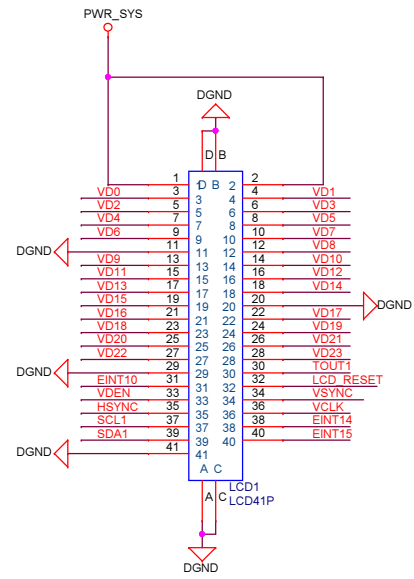 PWR_SYS
DGND
D B
1 1 D B 2 2
VD0 3 3 4 4 VD1
VD2 5 5 6 6 VD3
VD4 7 7 8 8 VD5
VD6 9 9 10 10 VD7
DGND 11 11 12 12 VD8
VD9 13 13 14 14 VD10
VD11 15 15 16 16 VD12
VD13 17 17 18 18 VD14
VD15 19 19 20 20 DGND
VD16 21 21 22 22 VD17
VD18 23 23 24 24 VD19
VD20 25 25 26 26 VD21
VD22 27 27 28 28 VD23
DGND 29 29 30 30 TOUT1
EINT10 31 31 32 32 LCD_RESET
VDEN 33 33 34 34 VSYNC
HSYNC 35 35 36 36 VCLK
SCL1 37 37 38 38 EINT14
SDA1 39 39 40 40 EINT15
DGND 41 41
A C
LCD1
A C
LCD41P
DGND